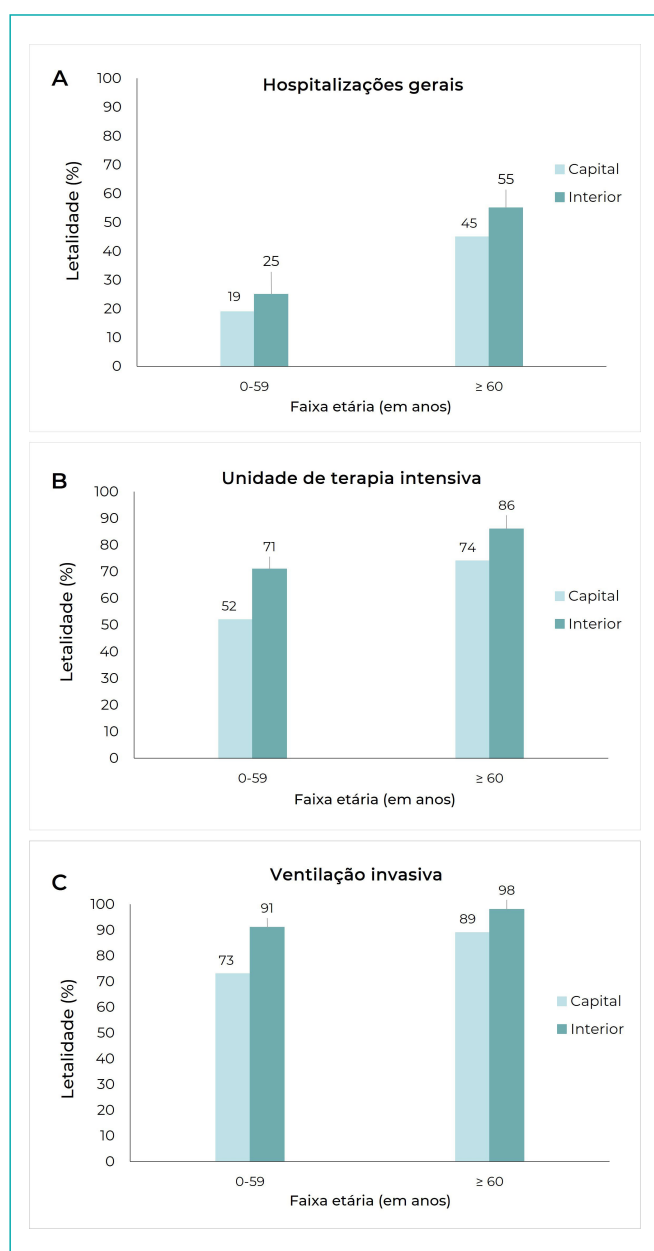 A
Hospitalizações gerais
100
90
80
70
60
50
40
30
20
10
0
Letalidade (%)
19
25
45
55
Capital
Interior
0-59
≥ 60
Faixa etária (em anos)
B
Unidade de terapia intensiva
100
90
80
70
60
50
40
30
20
10
0
Letalidade (%)
52
71
74
86
Capital
Interior
0-59
≥ 60
Faixa etária (em anos)
C
Ventilação invasiva
100
90
80
70
60
50
40
30
20
10
0
Letalidade (%)
73
91
89
98
Capital
Interior
0-59
≥ 60
Faixa etária (em anos)